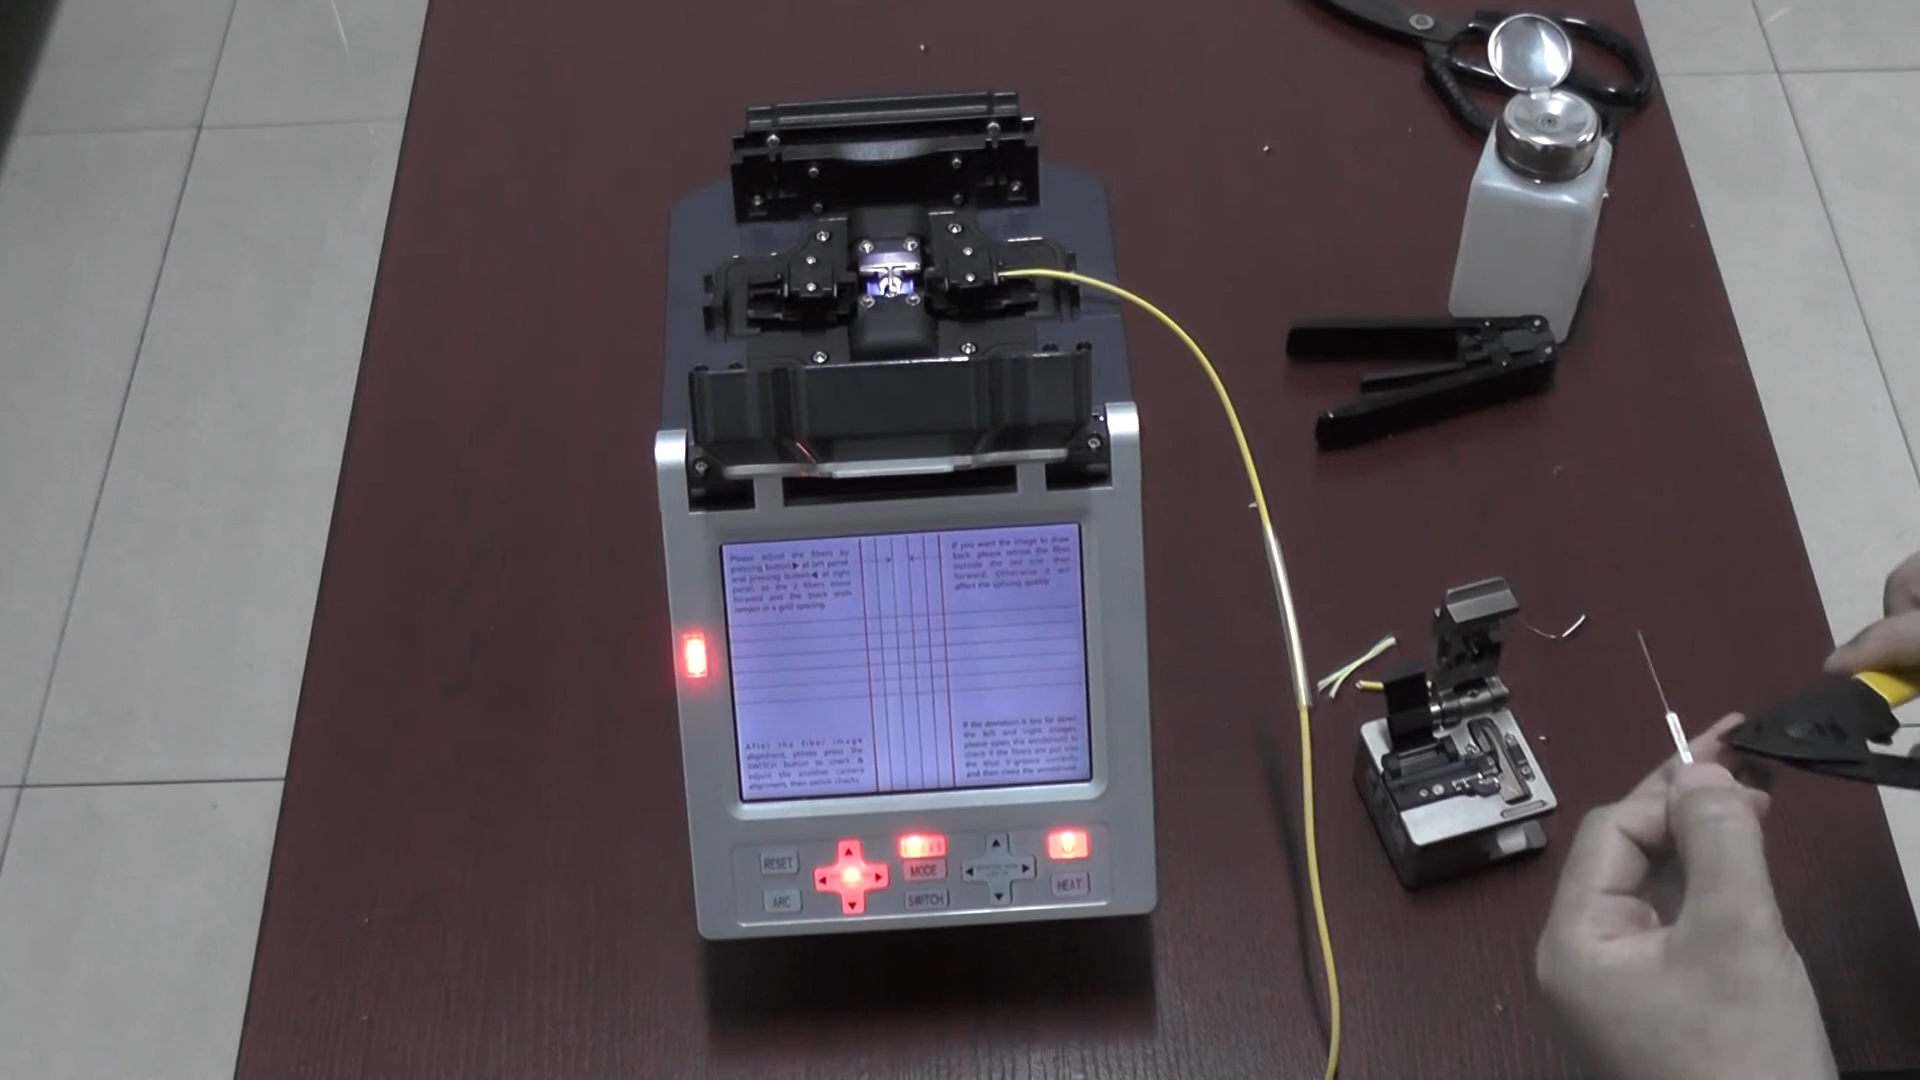 Please adjust the fibers by
pressing button▶ at left panel
and pressing button◀ at right
panel, so the 2 fibers move
forward and the black ends
remain in a grid spacing.
If you want the image to move
back, please remove the fiber
outside the red line, then
forward. Otherwise it will
affect the splicing quality.
After the fiber image
alignment, please press the
SWITCH button to check &
adjust the another camera
alignment, then switch checks.
If the deviation is too far down
the left and right images,
please open the windshield to
check if the fibers are put into
the blue V-groove correctly
and then close the windshield.
RESET
MODE
ARC
SWITCH
HEAT